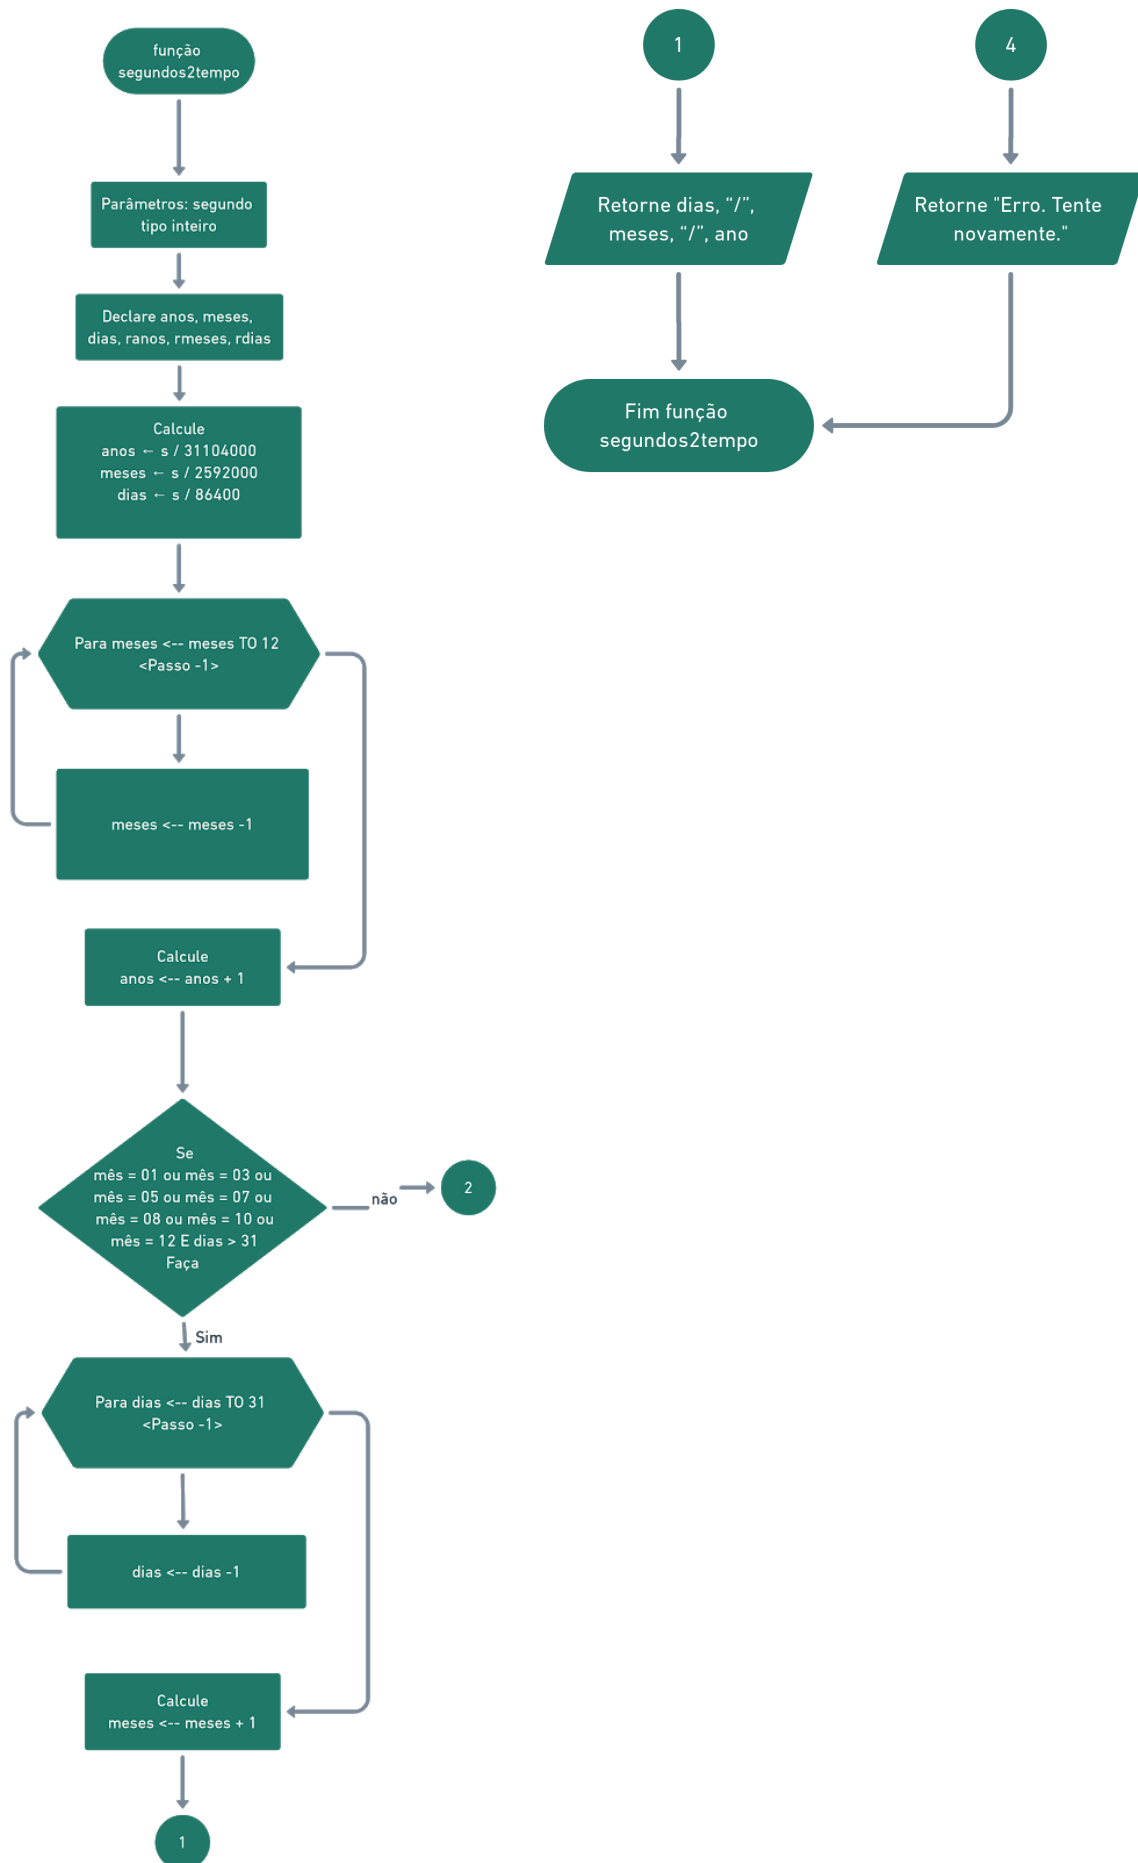 função
segundos2tempo
Parâmetros: segundo
tipo inteiro
Declare anos, meses,
dias, ranos, rmeses, rdias
Calcule
anos ← s / 31104000
meses ← s / 2592000
dias ← s / 86400
Para meses <-- meses TO 12
<Passo -1>
meses <-- meses -1
Calcule
anos <-- anos + 1
Se
mês = 01 ou mês = 03 ou
mês = 05 ou mês = 07 ou
mês = 08 ou mês = 10 ou
mês = 12 E dias > 31
Faça
não
2
Sim
Para dias <-- dias TO 31
<Passo -1>
dias <-- dias -1
Calcule
meses <-- meses + 1
1
1
Retorne dias, “/”,
meses, “/”, ano
Fim função
segundos2tempo
4
Retorne "Erro. Tente
novamente."